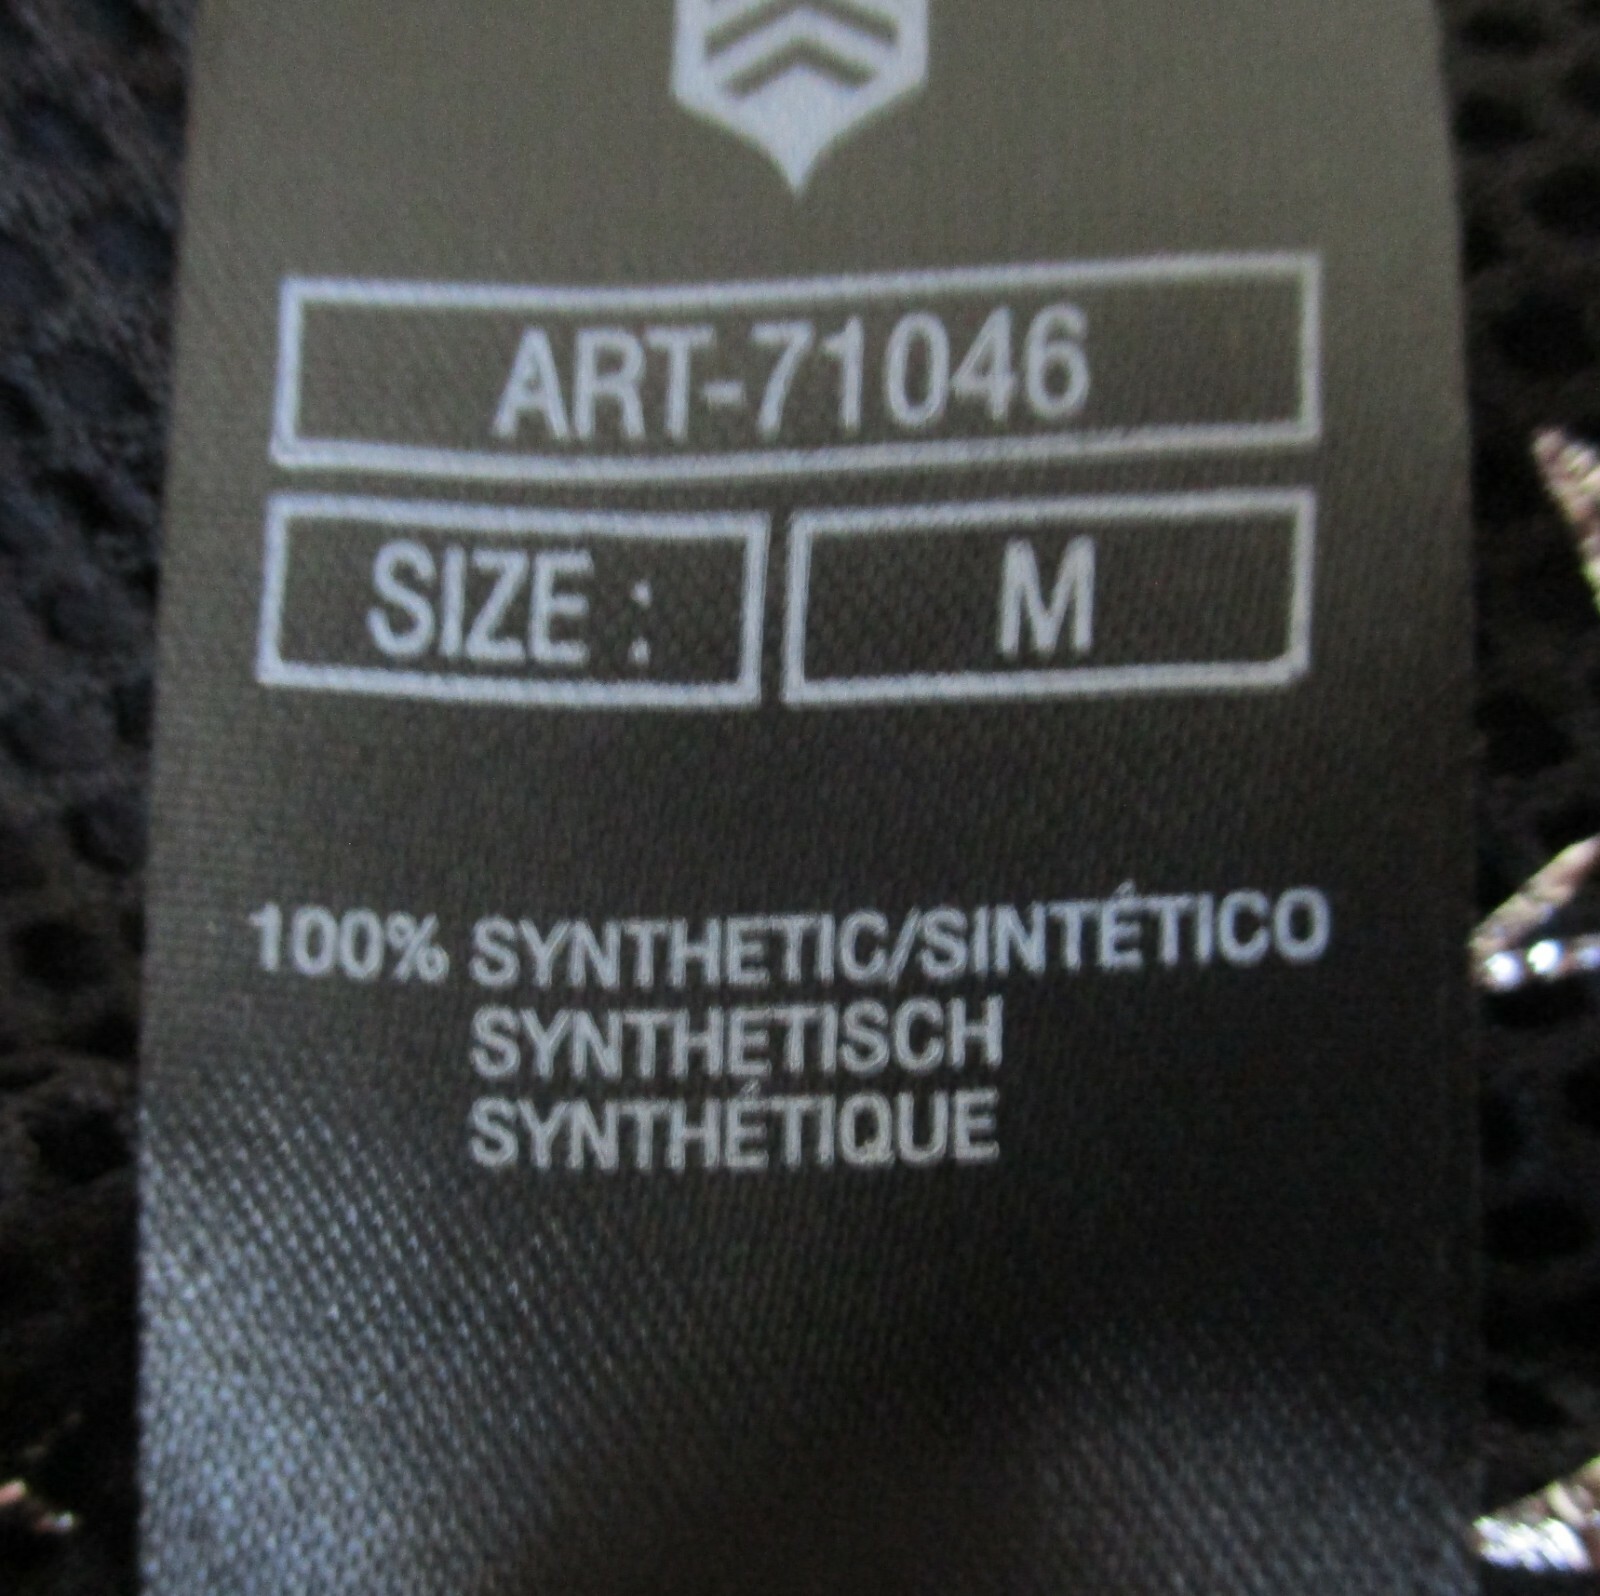 ART-71046
SIZE : M
100% SYNTHETIC/SINTÉTICO
SYNTHETISCH
SYNTHÉTIQUE